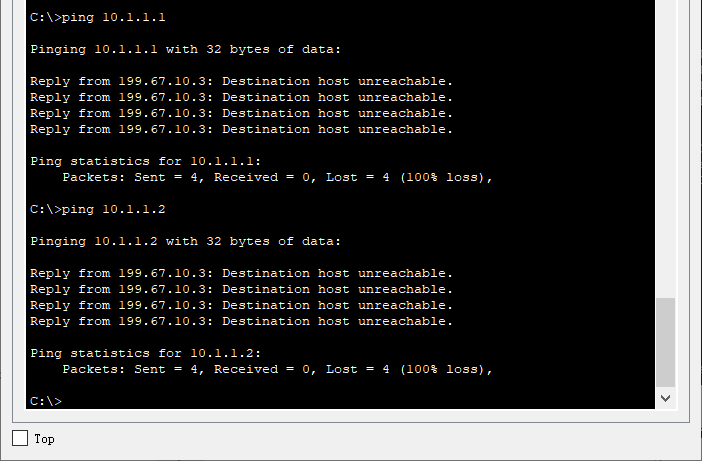 C:\>ping 10.1.1.1
Pinging 10.1.1.1 with 32 bytes of data:
Reply from 199.67.10.3: Destination host unreachable.
Reply from 199.67.10.3: Destination host unreachable.
Reply from 199.67.10.3: Destination host unreachable.
Reply from 199.67.10.3: Destination host unreachable.
Ping statistics for 10.1.1.1:
    Packets: Sent = 4, Received = 0, Lost = 4 (100% loss),
C:\>ping 10.1.1.2
Pinging 10.1.1.2 with 32 bytes of data:
Reply from 199.67.10.3: Destination host unreachable.
Reply from 199.67.10.3: Destination host unreachable.
Reply from 199.67.10.3: Destination host unreachable.
Reply from 199.67.10.3: Destination host unreachable.
Ping statistics for 10.1.1.2:
    Packets: Sent = 4, Received = 0, Lost = 4 (100% loss),
C:\>
Top